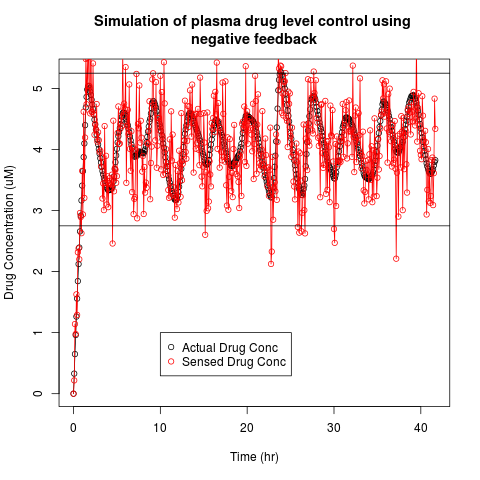 Simulation of plasma drug level control using
negative feedback
Drug Concentration (uM)
5
4
3
2
1
0
Actual Drug Conc
Sensed Drug Conc
0 10 20 30 40
Time (hr)